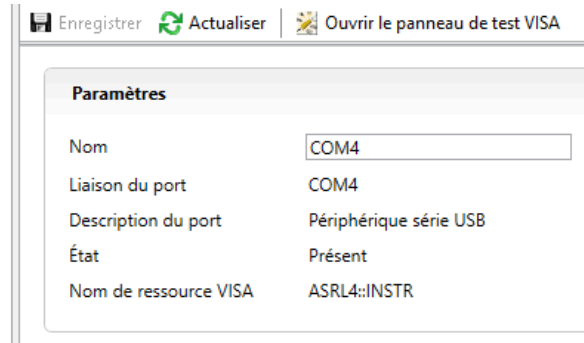 Enregistrer Actualiser Ouvrir le panneau de test VISA
Paramètres
Nom COM4
Liaison du port COM4
Description du port Périphérique série USB
État Présent
Nom de ressource VISA ASRL4::INSTR